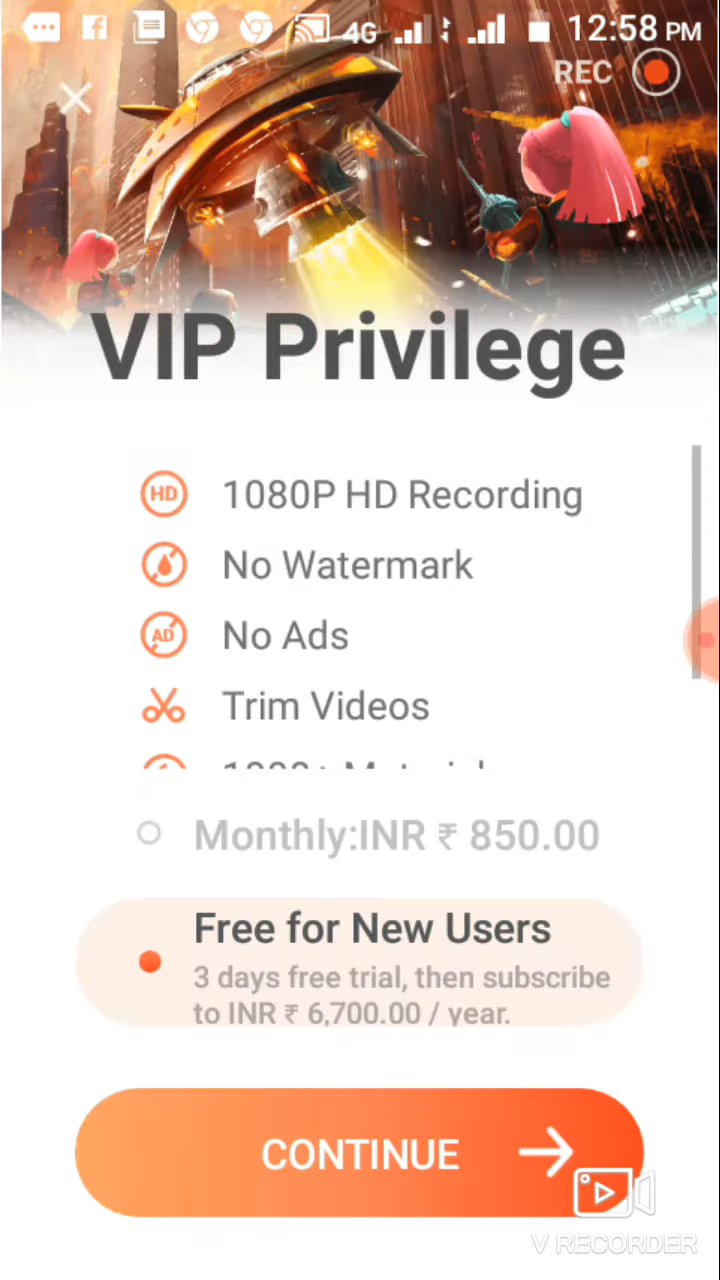 4G 12:58 PM
REC
VIP Privilege
HD 1080P HD Recording
No Watermark
AD No Ads
Trim Videos
Monthly:INR ₹ 850.00
Free for New Users
3 days free trial, then subscribe
to INR ₹ 6,700.00 / year.
CONTINUE
V RECORDER